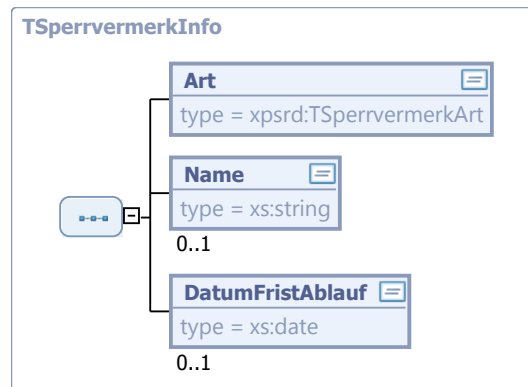 TSperrvermerkInfo
Art
type = xpsrd:TSperrvermerkArt
Name
type = xs:string
0..1
DatumFristAblauf
type = xs:date
0..1